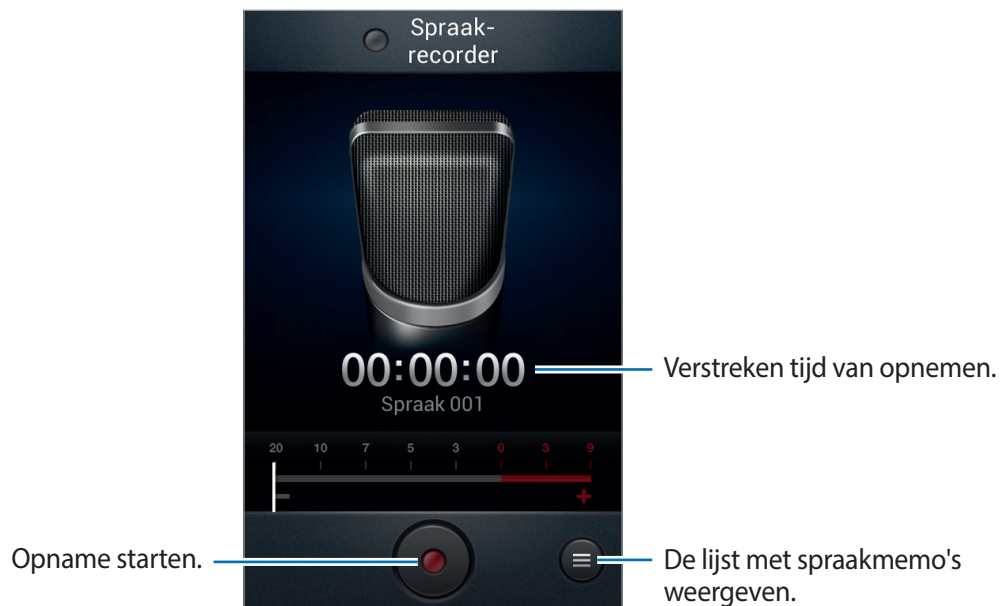 Spraak-
recorder
00:00:00
Verstreken tijd van opnemen.
Spraak 001
20 10 7 5 3 0 3 9
- +
Opname starten.
De lijst met spraakmemo's
weergeven.